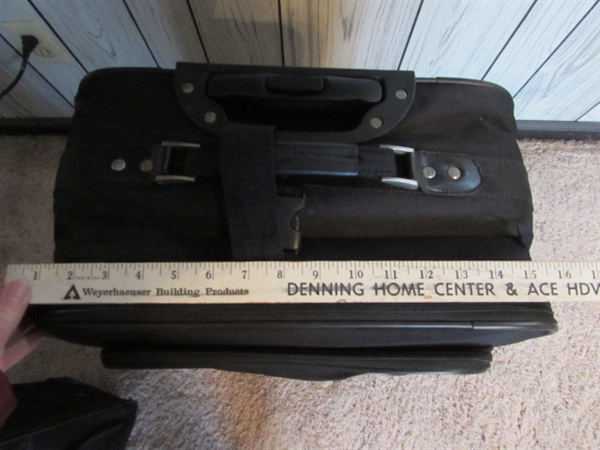 1 2 3 4 5 6 7 8 9 10 11 12 13 14 15 16
Weyerhaeuser Building Products DENNING HOME CENTER & ACE HDW